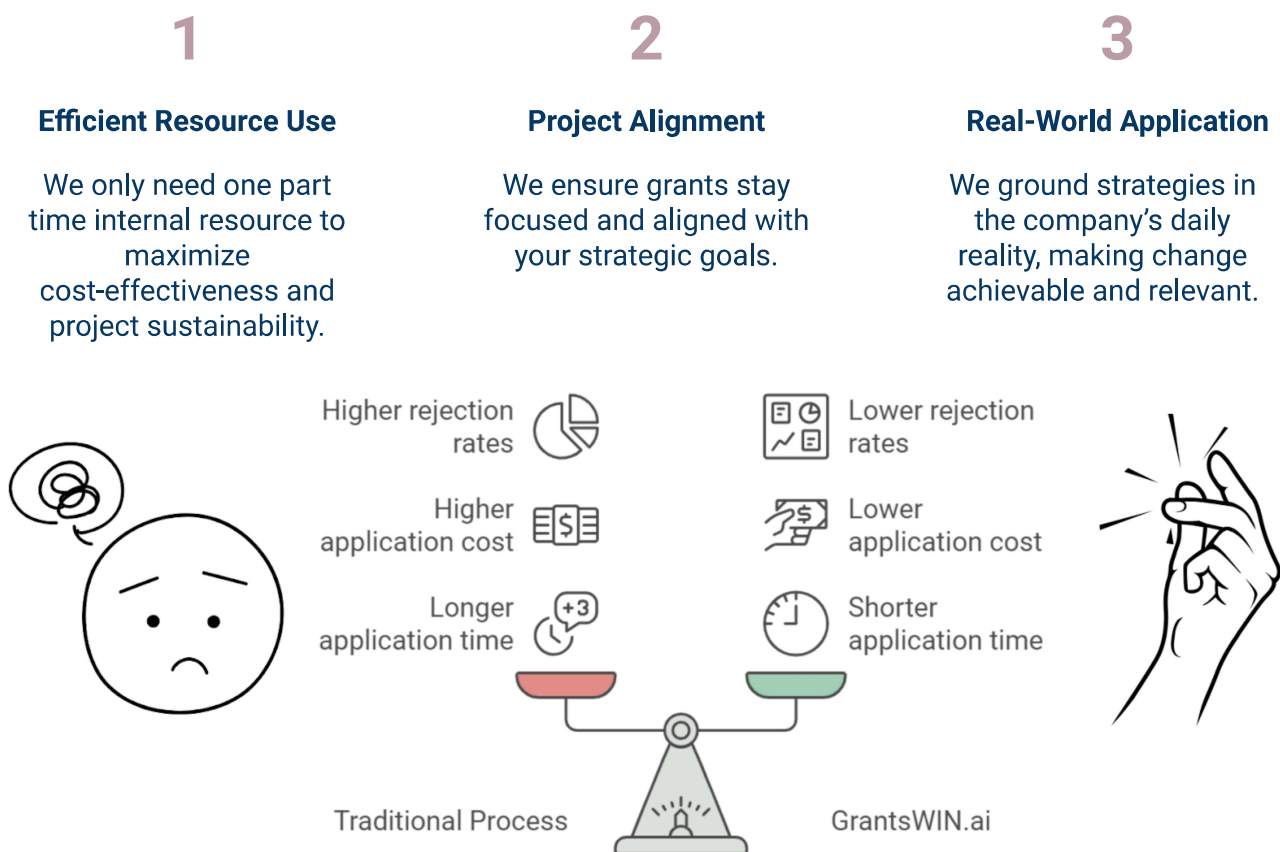 1
Efficient Resource Use
We only need one part
time internal resource to
maximize
cost-effectiveness and
project sustainability.
2
Project Alignment
We ensure grants stay
focused and aligned with
your strategic goals.
3
Real-World Application
We ground strategies in
the company's daily
reality, making change
achievable and relevant.
Higher rejection
rates
Higher
application cost
$
Longer
application time
+3
Lower rejection
rates
$
Lower
application cost
Shorter
application time
Traditional Process
GrantsWIN.ai